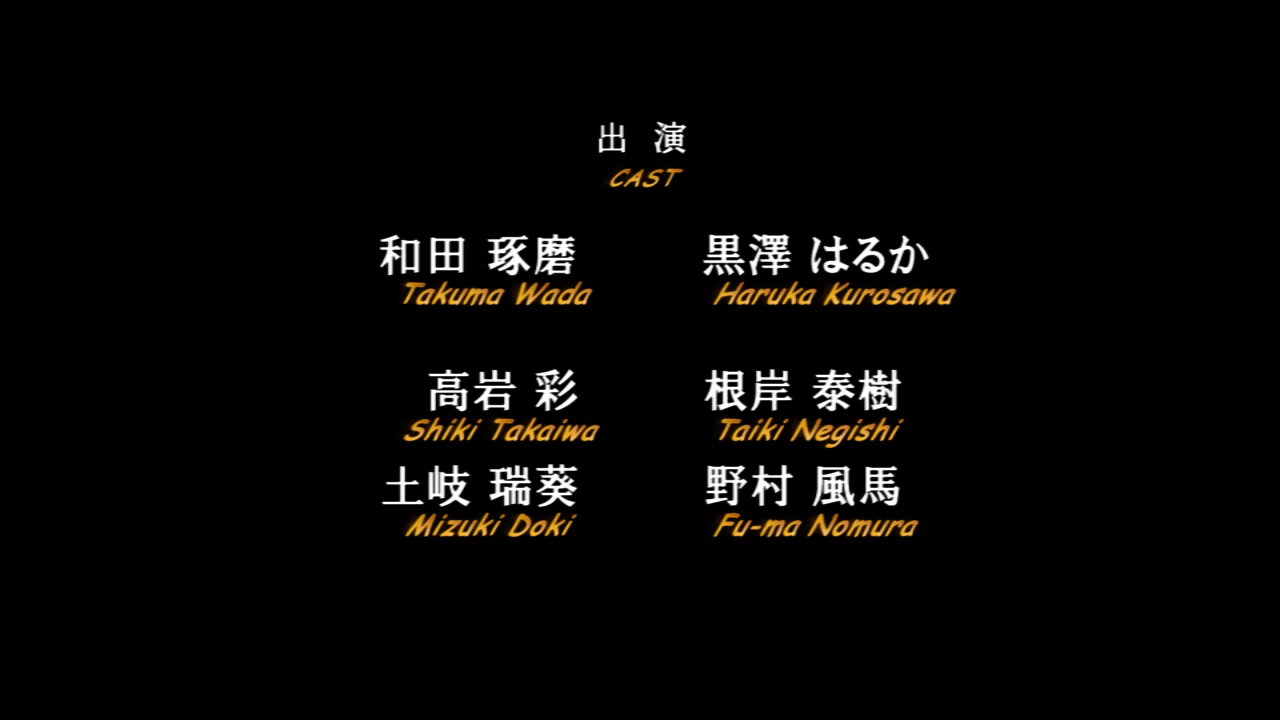 出 演
CAST
和田 琢磨 黒澤 はるか
Takuma Wada Haruka Kurosawa
高岩 彩 根岸 泰樹
Shiki Takaiwa Taiki Negishi
土岐 瑞葵 野村 風馬
Mizuki Doki Fu-ma Nomura